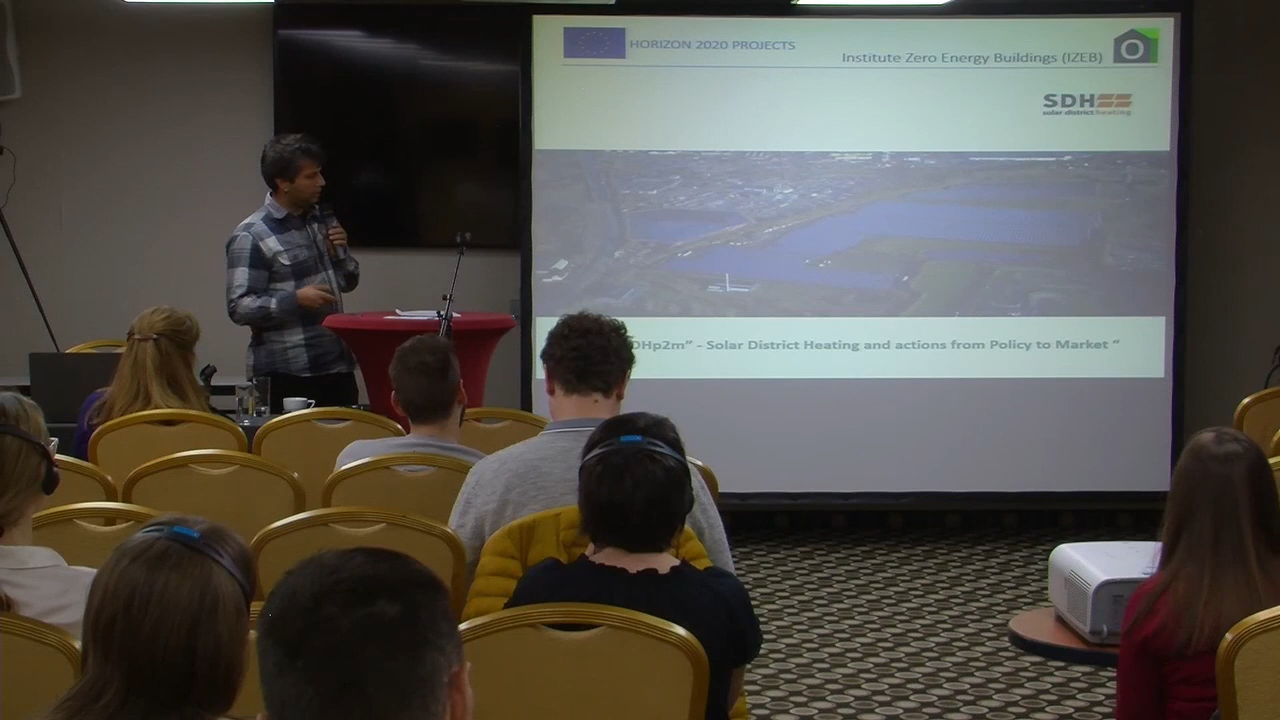 HORIZON 2020 PROJECTS
Institute Zero Energy Buildings (IZEB)
SDH
solar district heating
DHp2m” - Solar District Heating and actions from Policy to Market “